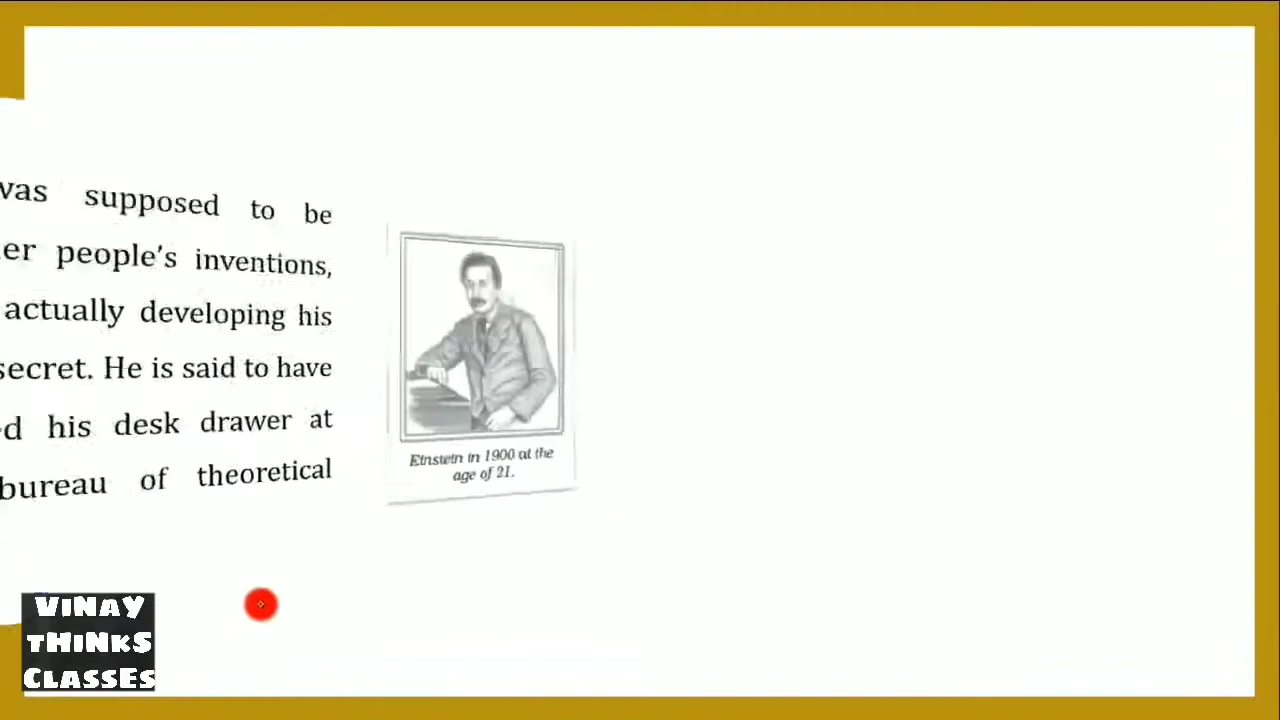 was supposed to be
er people's inventions,
actually developing his
secret. He is said to have
d his desk drawer at
bureau of theoretical
Einstein in 1900 at the
age of 21.
VINAY
THINKS
CLASSES